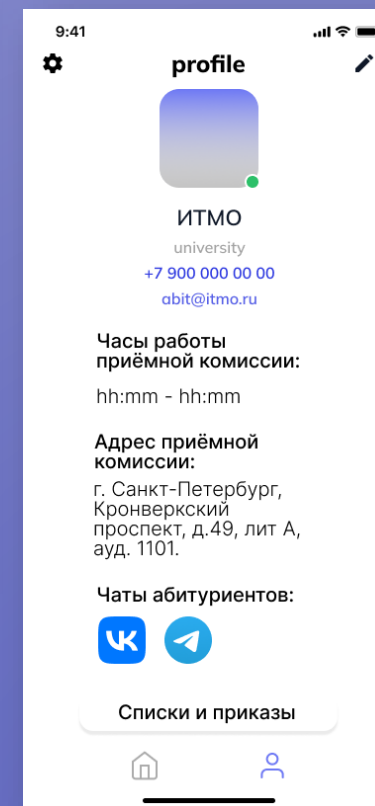 9:41
profile
ИТМО
university
+7 900 000 00 00
abit@itmo.ru
Часы работы
приёмной комиссии:
hh:mm - hh:mm
Адрес приёмной
комиссии:
г. Санкт-Петербург,
Кронверкский
проспект, д.49, лит А,
ауд. 1101.
Чаты абитуриентов:
Списки и приказы